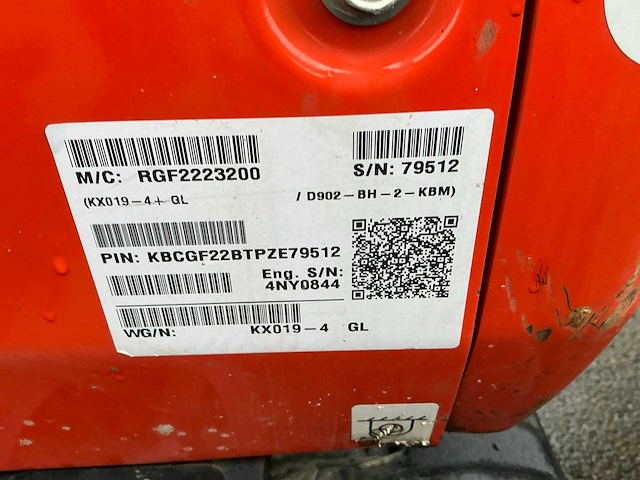 M/C: RGF2223200 S/N: 79512
(KX019-4+ GL / D902-BH-2-KBM)
PIN: KBCGF22BTPZE79512
Eng. S/N:
4NY0844
WG/N: KX019-4 GL